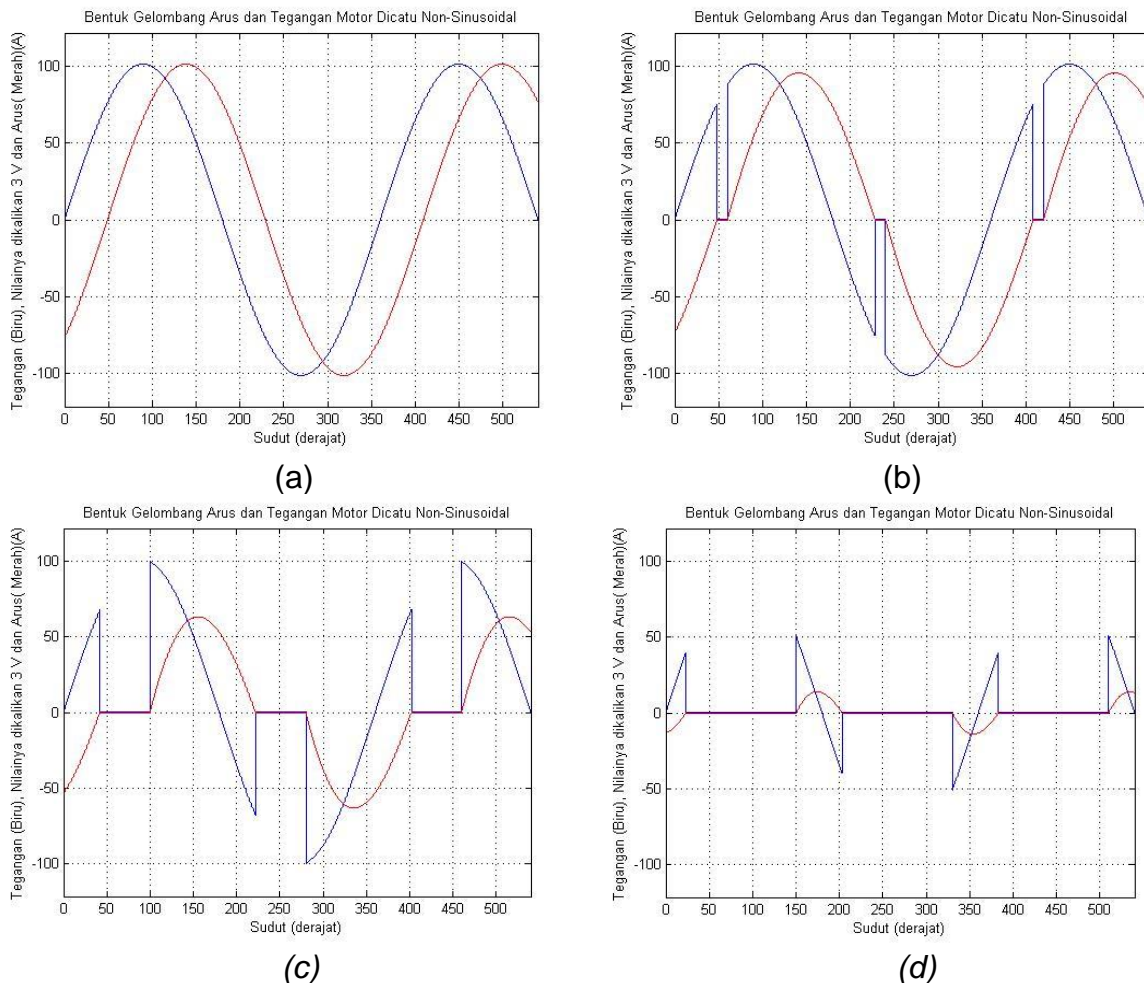 Bentuk Gelombang Arus dan Tegangan Motor Dicatu Non-Sinusoidal
Tegangan (Biru), Nilainya dikalikan 3 V dan Arus( Merah)(A)
100
50
0
-50
-100
0 50 100 150 200 250 300 350 400 450 500
Sudut (derajat)
(a)
Bentuk Gelombang Arus dan Tegangan Motor Dicatu Non-Sinusoidal
Tegangan (Biru), Nilainya dikalikan 3 V dan Arus( Merah)(A)
100
50
0
-50
-100
0 50 100 150 200 250 300 350 400 450 500
Sudut (derajat)
(b)
Bentuk Gelombang Arus dan Tegangan Motor Dicatu Non-Sinusoidal
Tegangan (Biru), Nilainya dikalikan 3 V dan Arus( Merah)(A)
100
50
0
-50
-100
0 50 100 150 200 250 300 350 400 450 500
Sudut (derajat)
(c)
Bentuk Gelombang Arus dan Tegangan Motor Dicatu Non-Sinusoidal
Tegangan (Biru), Nilainya dikalikan 3 V dan Arus( Merah)(A)
100
50
0
-50
-100
0 50 100 150 200 250 300 350 400 450 500
Sudut (derajat)
(d)